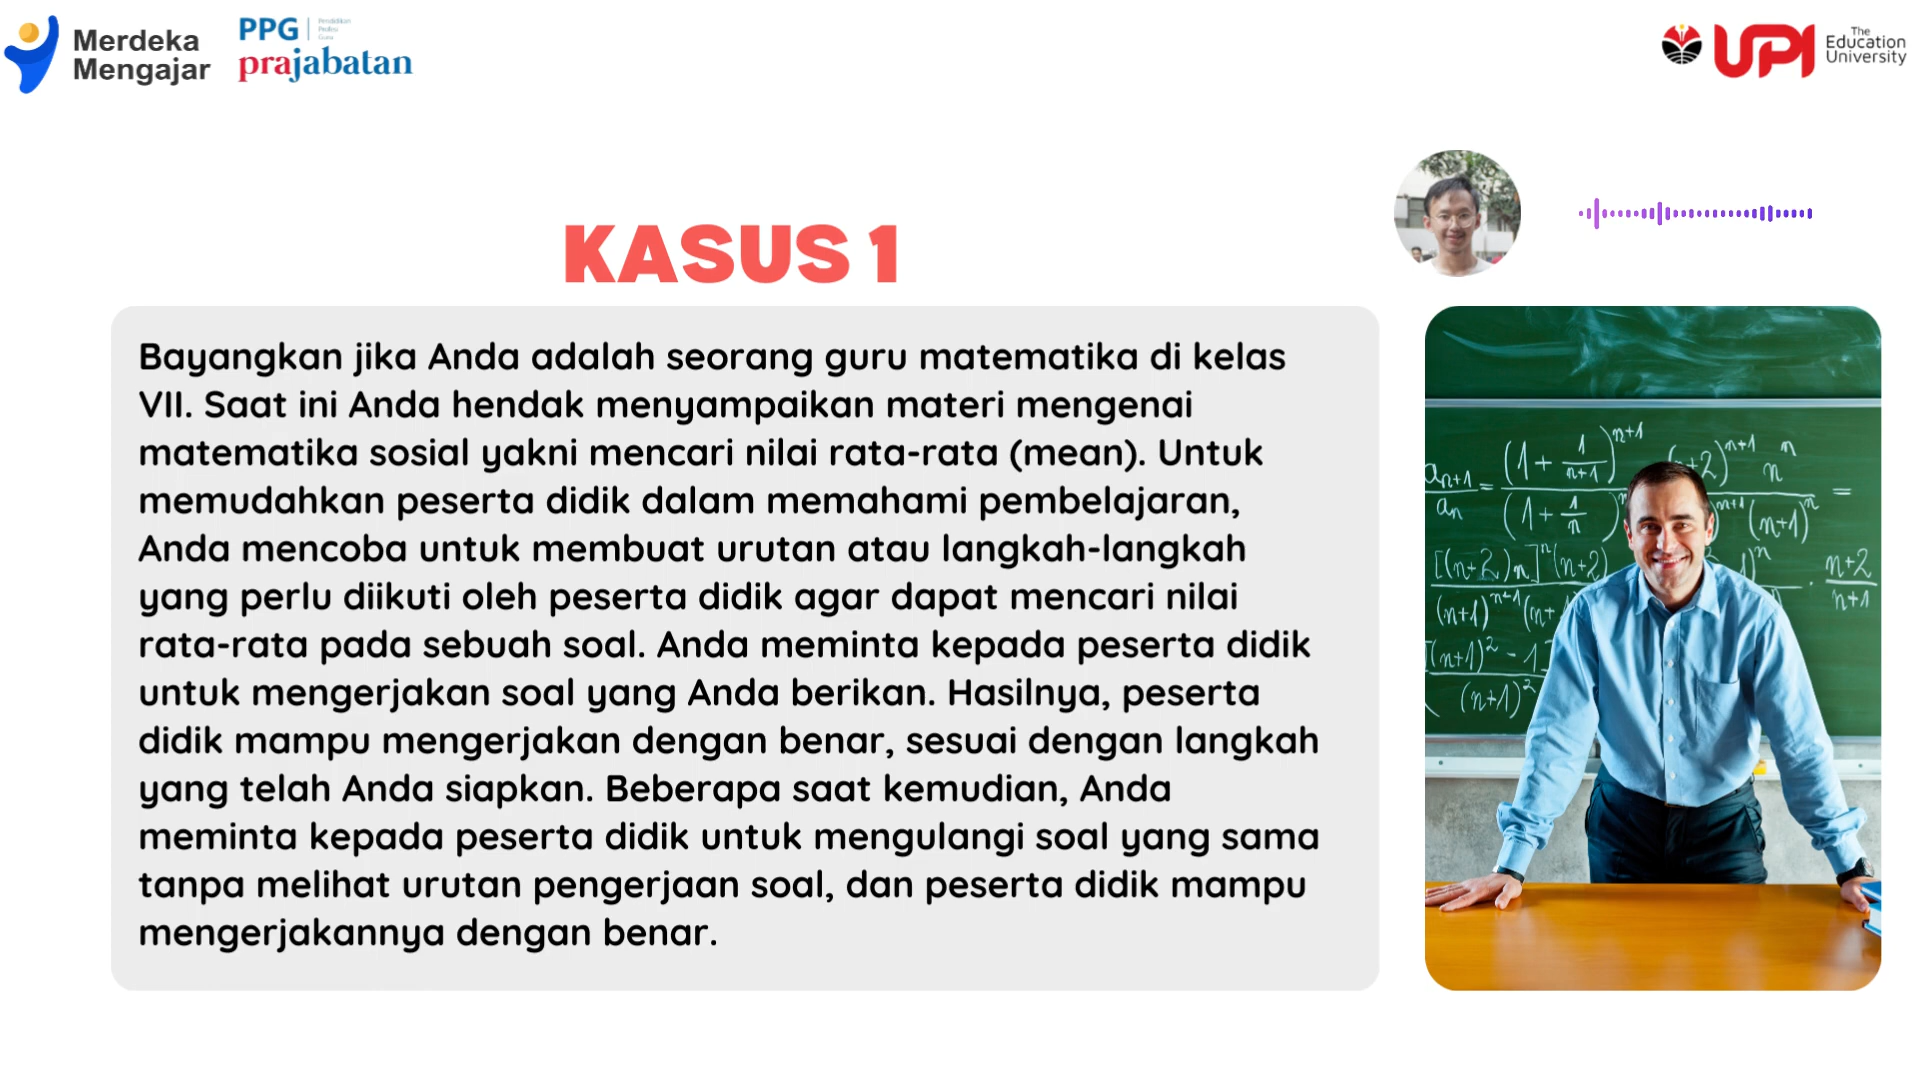 Merdeka
Mengajar
PPG
Pendidikan
Profesi
Guru
prajabatan
UPI
The
Education
University
KASUS 1
Bayangkan jika Anda adalah seorang guru matematika di kelas
VII. Saat ini Anda hendak menyampaikan materi mengenai
matematika sosial yakni mencari nilai rata-rata (mean). Untuk
memudahkan peserta didik dalam memahami pembelajaran,
Anda mencoba untuk membuat urutan atau langkah-langkah
yang perlu diikuti oleh peserta didik agar dapat mencari nilai
rata-rata pada sebuah soal. Anda meminta kepada peserta didik
untuk mengerjakan soal yang Anda berikan. Hasilnya, peserta
didik mampu mengerjakan dengan benar, sesuai dengan langkah
yang telah Anda siapkan. Beberapa saat kemudian, Anda
meminta kepada peserta didik untuk mengulangi soal yang sama
tanpa melihat urutan pengerjaan soal, dan peserta didik mampu
mengerjakannya dengan benar.